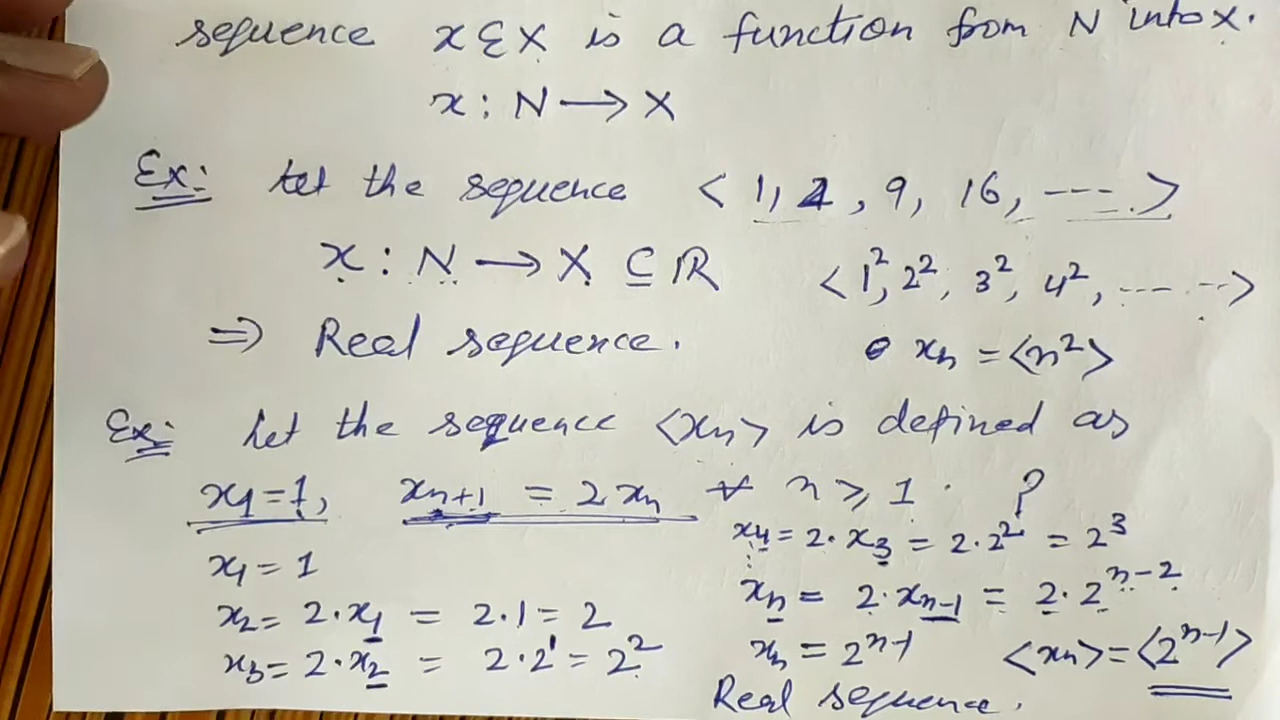 sequence x ∈ X is a function from N into X.
x : N → X
Ex: Let the sequence < 1, 4, 9, 16, ---- >
x : N → X ⊆ ℝ
< 1², 2², 3², 4², ---- -- >
⇒ Real sequence.
xₙ = <n²>
Ex: Let the sequence <xₙ> is defined as
x₁ = 1, xₙ₊₁ = 2xₙ ∀ n ⩾ 1 . ?
x₁ = 1
x₂ = 2·x₁ = 2·1 = 2
x₃ = 2·x₂ = 2·2¹ = 2²
x₄ = 2·x₃ = 2·2² = 2³
⋮
xₙ = 2·xₙ₋₁ = 2·2ⁿ⁻²
xₙ = 2ⁿ⁻¹ <xₙ> = <2ⁿ⁻¹>
Real sequence.